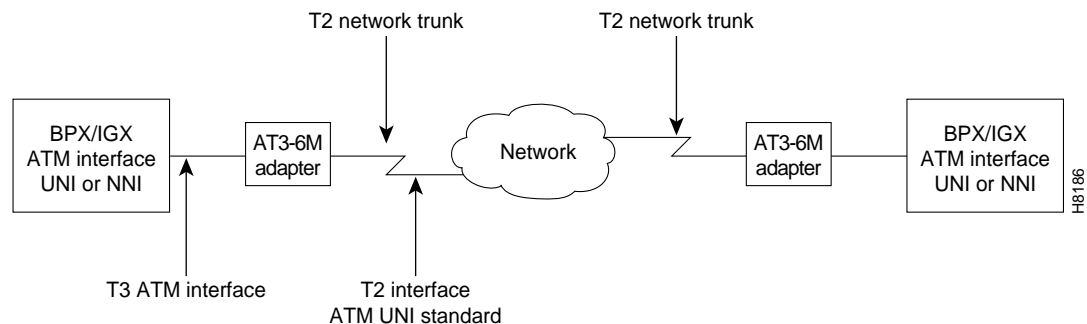 T2 network trunk
T2 network trunk
BPX/IGX
ATM interface
UNI or NNI
AT3-6M
adapter
Network
AT3-6M
adapter
BPX/IGX
ATM interface
UNI or NNI
H8186
T3 ATM interface
T2 interface
ATM UNI standard